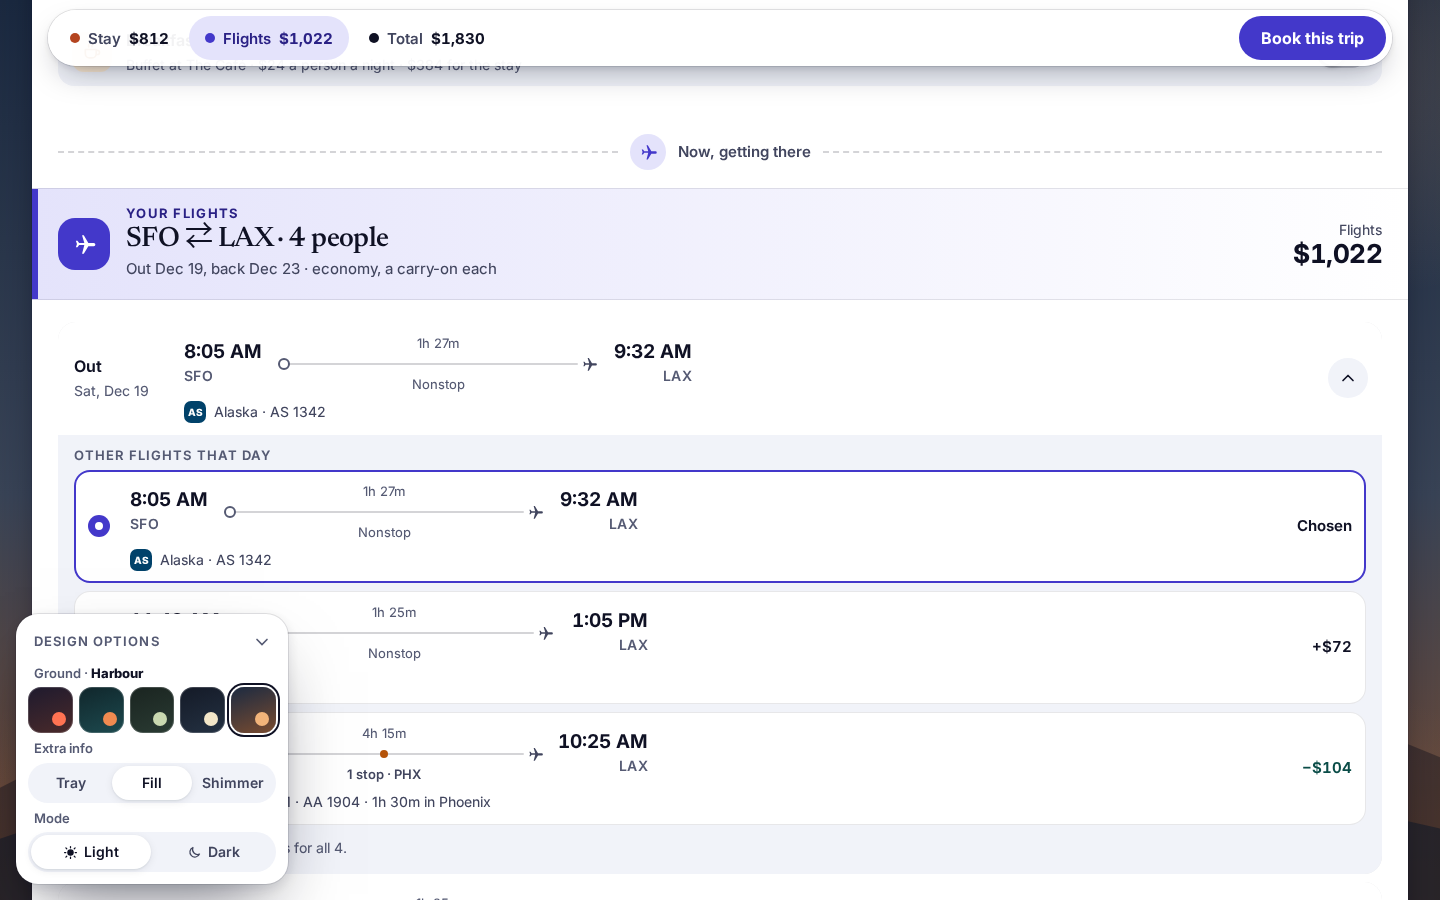 Stay $812
Flights $1,022
Total $1,830
Book this trip
Buffet at The Café · $24 a person a night · $384 for the stay
Now, getting there
YOUR FLIGHTS
SFO ⇄ LAX · 4 people
Out Dec 19, back Dec 23 · economy, a carry-on each
Flights
$1,022
Out
Sat, Dec 19
8:05 AM
SFO
1h 27m
Nonstop
9:32 AM
LAX
AS Alaska · AS 1342
OTHER FLIGHTS THAT DAY
8:05 AM
SFO
1h 27m
Nonstop
9:32 AM
LAX
AS Alaska · AS 1342
Chosen
1h 25m
Nonstop
1:05 PM
LAX
+$72
4h 15m
1 stop · PHX
10:25 AM
LAX
· AA 1904 · 1h 30m in Phoenix
−$104
for all 4.
DESIGN OPTIONS
Ground · Harbour
Extra info
Tray
Fill
Shimmer
Mode
Light
Dark